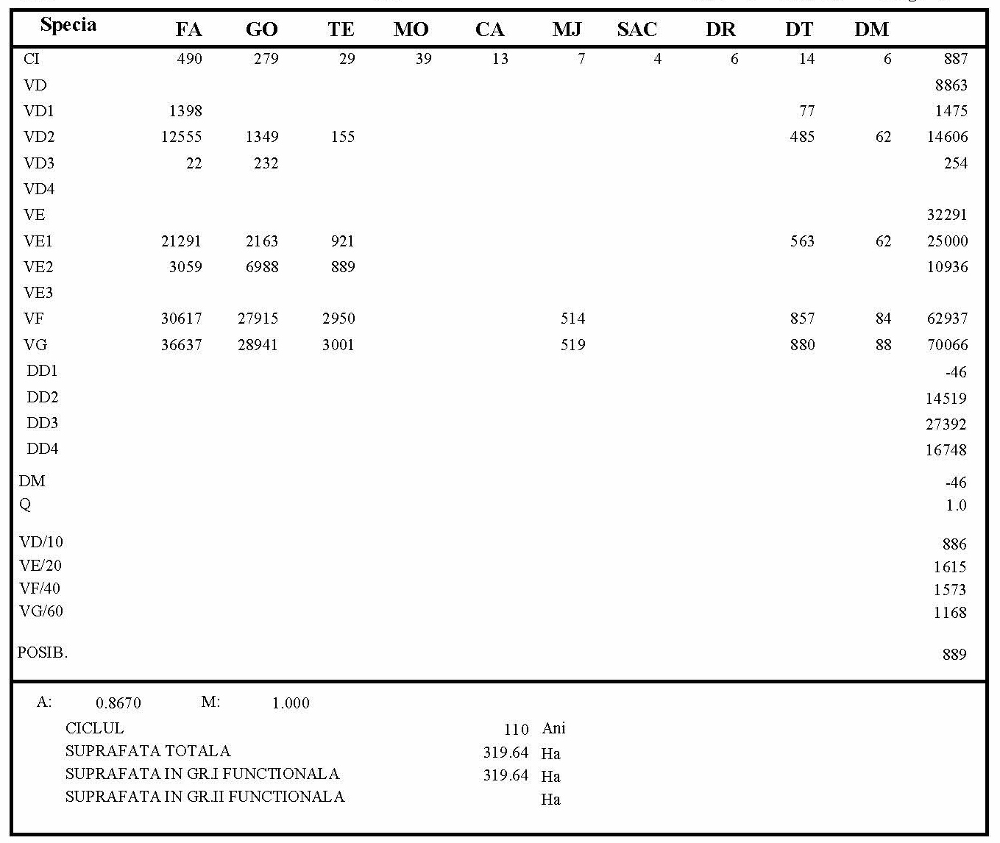 Specia FA GO TE MO CA MJ SAC DR DT DM
CI 490 279 29 39 13 7 4 6 14 6 887
VD 8863
VD1 1398 77 1475
VD2 12555 1349 155 485 62 14606
VD3 22 232 254
VD4
VE 32291
VE1 21291 2163 921 563 62 25000
VE2 3059 6988 889 10936
VE3
VF 30617 27915 2950 514 857 84 62937
VG 36637 28941 3001 519 880 88 70066
DD1 -46
DD2 14519
DD3 27392
DD4 16748
DM -46
Q 1.0
VD/10 886
VE/20 1615
VF/40 1573
VG/60 1168
POSIB. 889
A: 0.8670 M: 1.000
CICLUL 110 Ani
SUPRAFATA TOTALA 319.64 Ha
SUPRAFATA IN GR.I FUNCTIONALA 319.64 Ha
SUPRAFATA IN GR.II FUNCTIONALA Ha